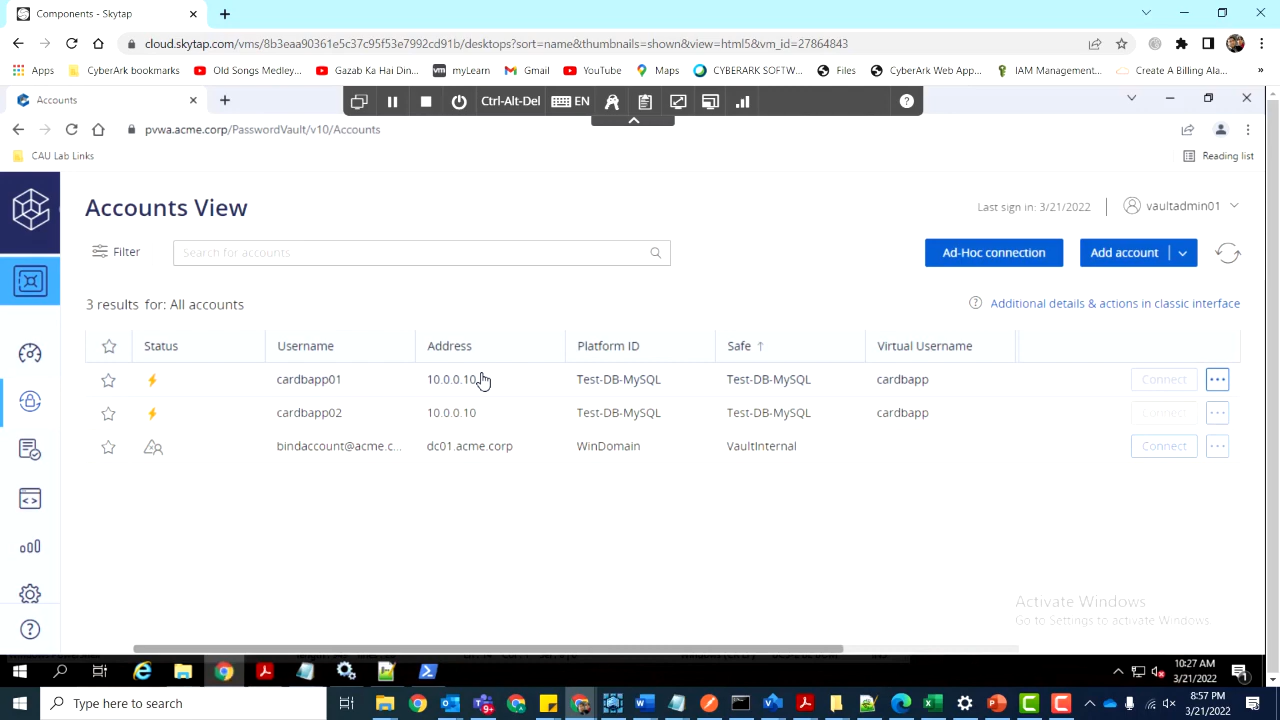 Components - Skytap
cloud.skytap.com/vms/8b3eaa90361e5c37c95f53e7992cd91b/desktops?sort=name&thumbnails=shown&view=html5&vm_id=27864843
Apps CyberArk bookmarks Old Songs Medley... Gazab Ka Hai Din... myLearn Gmail YouTube Maps CYBERARK SOFTW... Files CyberArk Web App... IAM Management... Create A Billing Ala...
Accounts
Ctrl-Alt-Del EN
pvwa.acme.corp/PasswordVault/v10/Accounts
CAU Lab Links Reading list
Accounts View
Last sign in: 3/21/2022 vaultadmin01
Filter Search for accounts Ad-Hoc connection Add account
3 results for: All accounts Additional details & actions in classic interface
Status Username Address Platform ID Safe Virtual Username
cardbapp01 10.0.0.10 Test-DB-MySQL Test-DB-MySQL cardbapp Connect
cardbapp02 10.0.0.10 Test-DB-MySQL Test-DB-MySQL cardbapp Connect
bindaccount@acme.c... dc01.acme.corp WinDomain VaultInternal Connect
Activate Windows
Go to Settings to activate Windows.
10:27 AM
3/21/2022
Type here to search
8:57 PM
3/21/2022